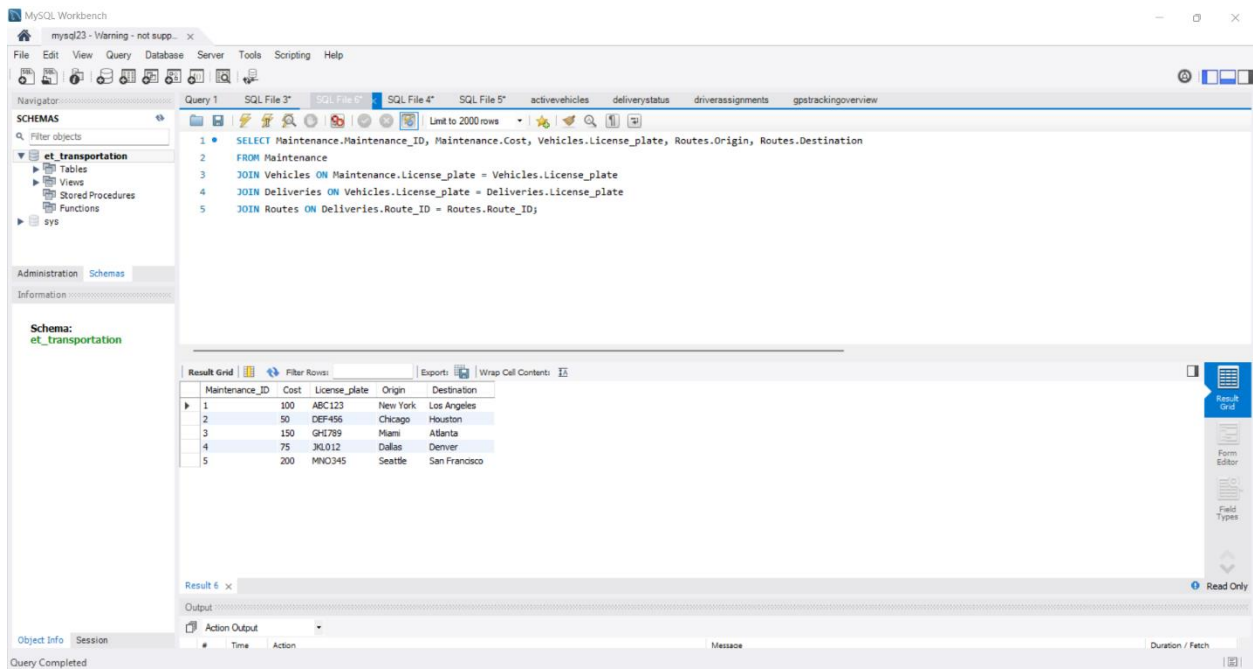 MySQL Workbench
mysql23 - Warning - not supp... ×
File Edit View Query Database Server Tools Scripting Help
Navigator
Query 1 SQL File 3* SQL File 6* × SQL File 4* SQL File 5* activevehicles deliverystatus driverassignments gpstrackingoverview
SCHEMAS
Filter objects
et_transportation
Tables
Views
Stored Procedures
Functions
sys
Administration Schemas
Information
Schema:
et_transportation
Object Info Session
Limit to 2000 rows
1 SELECT Maintenance.Maintenance_ID, Maintenance.Cost, Vehicles.License_plate, Routes.Origin, Routes.Destination
2 FROM Maintenance
3 JOIN Vehicles ON Maintenance.License_plate = Vehicles.License_plate
4 JOIN Deliveries ON Vehicles.License_plate = Deliveries.License_plate
5 JOIN Routes ON Deliveries.Route_ID = Routes.Route_ID;
Result Grid Filter Rows: Export: Wrap Cell Content:
Maintenance_ID Cost License_plate Origin Destination
1 100 ABC123 New York Los Angeles
2 50 DEF456 Chicago Houston
3 150 GHI789 Miami Atlanta
4 75 JKL012 Dallas Denver
5 200 MNO345 Seattle San Francisco
Result
Grid
Form
Editor
Field
Types
Result 6 × Read Only
Output
Action Output
# Time Action Message Duration / Fetch
Query Completed